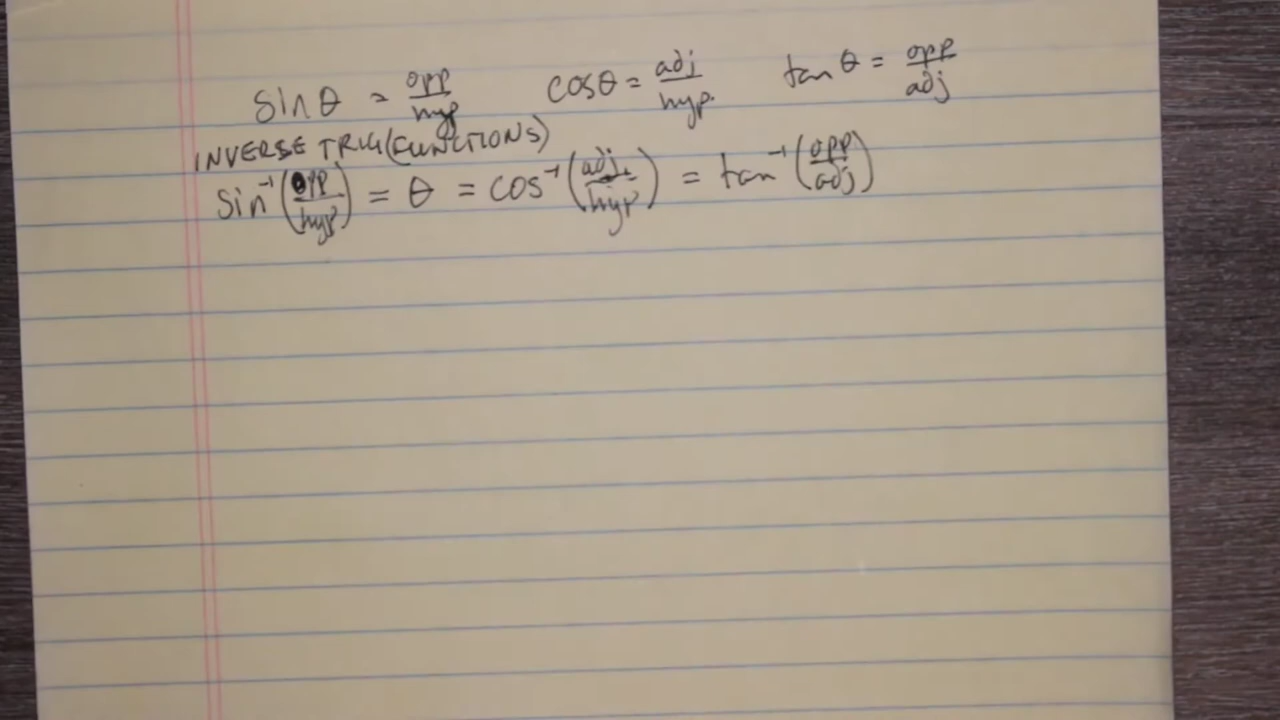 sin θ = opp/hyp cos θ = adj/hyp. tan θ = opp/adj
INVERSE TRIG (FUNCTIONS)
sin⁻¹(opp/hyp) = θ = cos⁻¹(adj./hyp) = tan⁻¹(opp/adj)